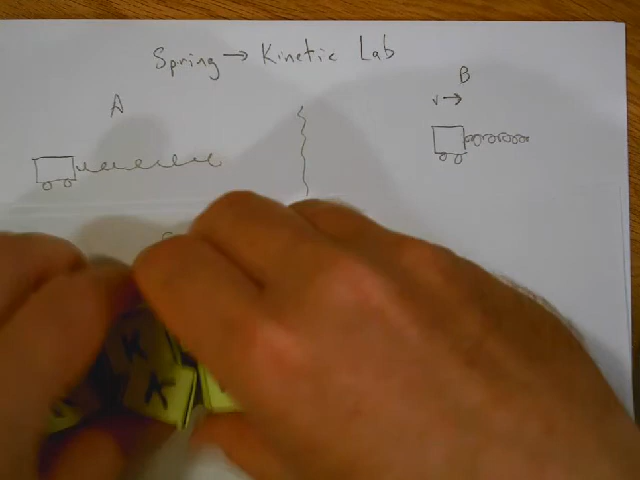 Spring → Kinetic Lab
A
B
v →
K
K